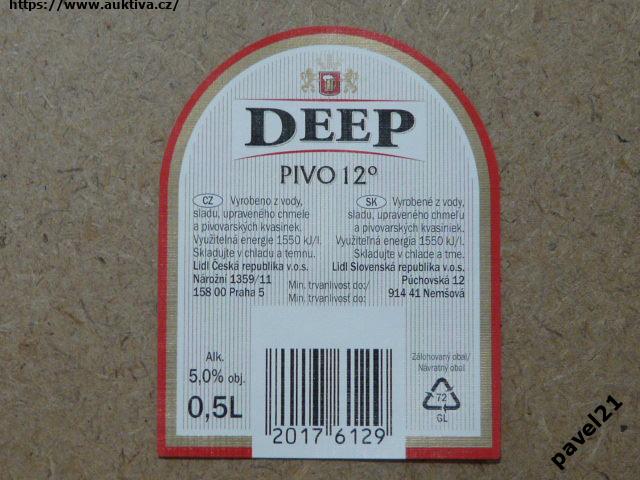 https://www.auktiva.cz/
DEEP
PIVO 12°
CZ Vyrobeno z vody,
sladu, upraveného chmele
a pivovarských kvasinek.
Využitelná energie 1550 kJ/l.
Skladujte v chladu a temnu.
Lidl Česká republika v.o.s.
Nárožní 1359/11
158 00 Praha 5
SK Vyrobené z vody,
sladu, upraveného chmeľu
a pivovarských kvasiniek.
Využiteľná energie 1550 kJ/l.
Skladujte v chlade a tme.
Lidl Slovenská republika v.o.s.
Púchovská 12
914 41 Nemšová
Min. trvanlivost do:/
Min. trvanlivosť do:
Alk.
5,0% obj.
0,5L
2017 6129
Zálohovaný obal/
Návratný obal
72
GL
pavel21